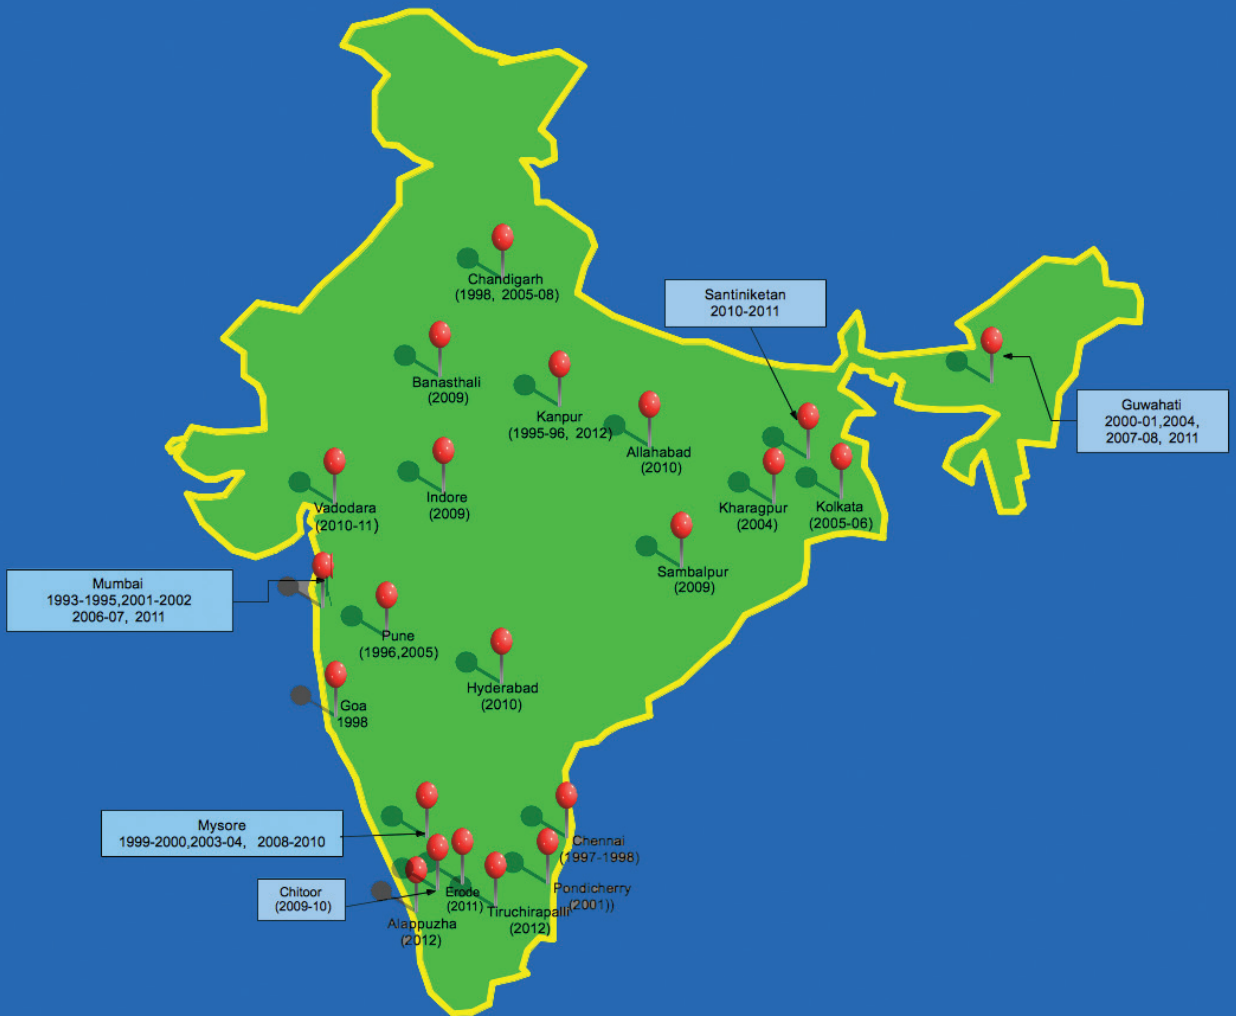 Chandigarh
(1998, 2005-08)
Santiniketan
2010-2011
Banasthali
(2009)
Kanpur
(1995-96, 2012)
Allahabad
(2010)
Guwahati
2000-01,2004,
2007-08, 2011
Vadodara
(2010-11)
Indore
(2009)
Kharagpur
(2004)
Kolkata
(2005-06)
Sambalpur
(2009)
Mumbai
1993-1995,2001-2002
2006-07, 2011
Pune
(1996,2005)
Hyderabad
(2010)
Goa
1998
Mysore
1999-2000,2003-04, 2008-2010
Chennai
(1997-1998)
Chitoor
(2009-10)
Erode
(2011)
Pondicherry
(2001))
Tiruchirapalli
(2012)
Alappuzha
(2012)